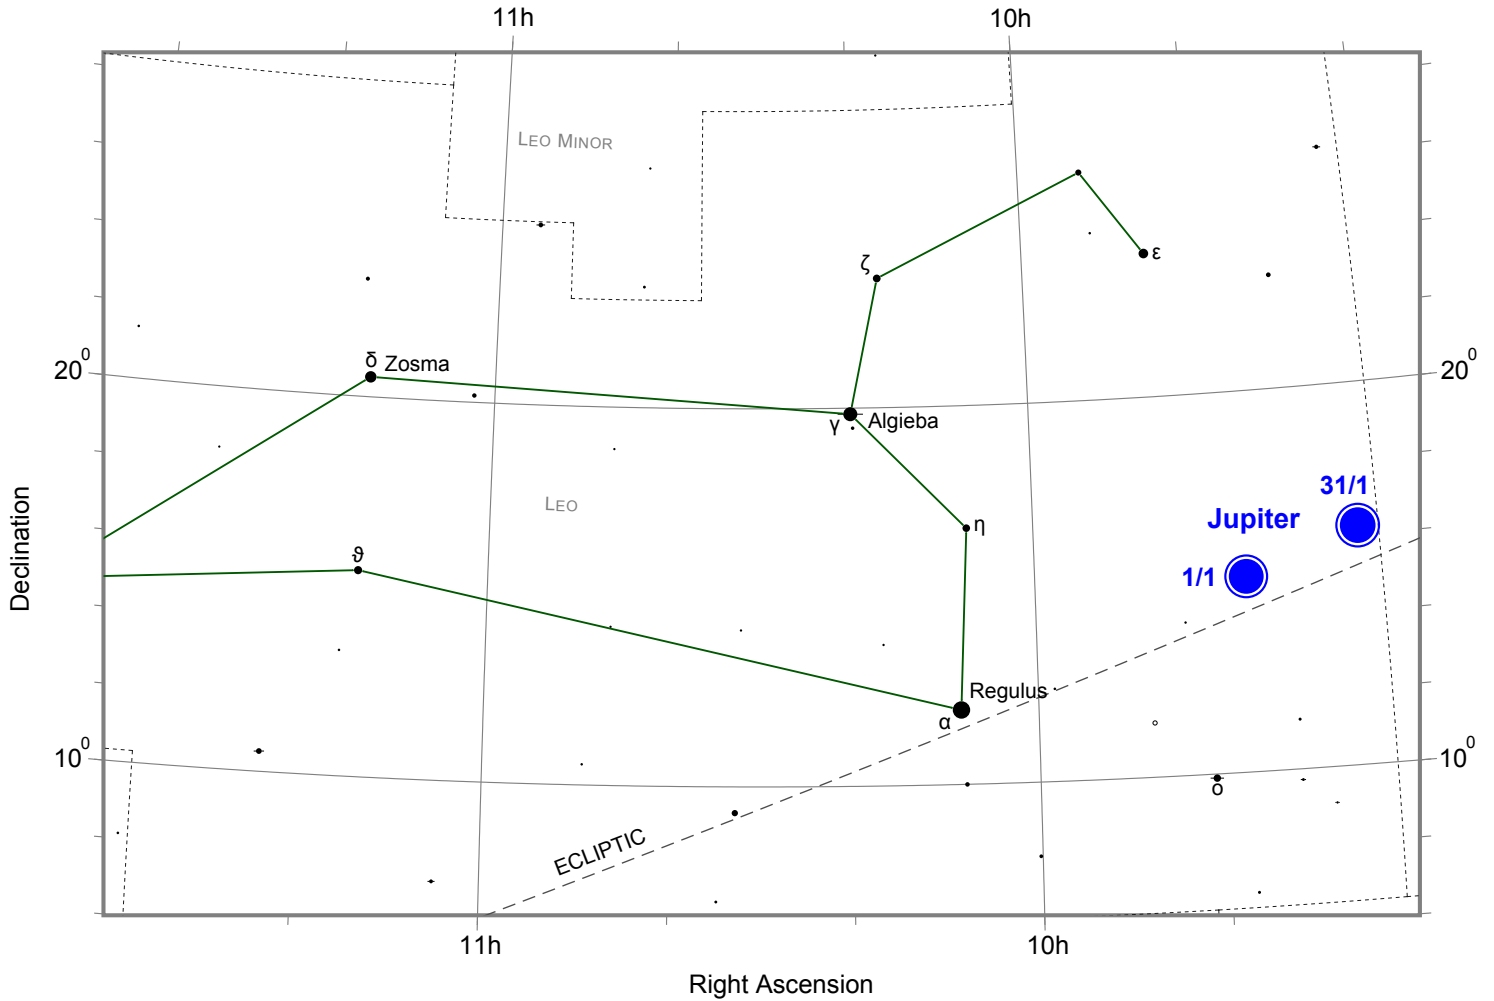 11h 10h
LEO MINOR
ζ ε
20⁰ δ Zosma 20⁰
γ Algieba
31/1
LEO Jupiter
η
ϑ 1/1
Declination
Regulus
α
10⁰ 10⁰
ο
ECLIPTIC
11h 10h
Right Ascension